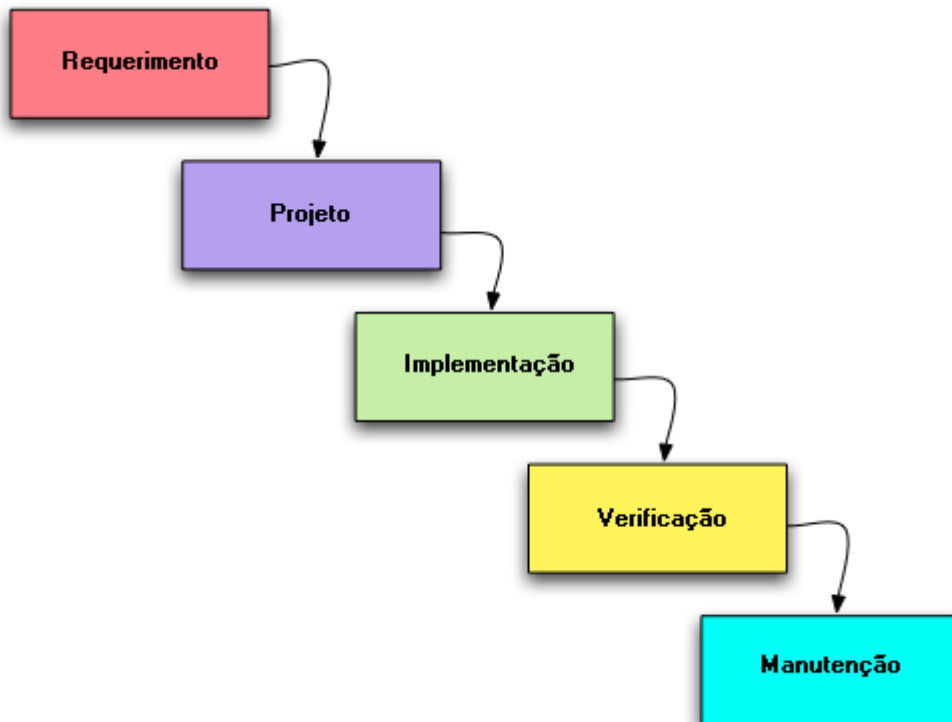 Requerimento
Projeto
Implementação
Verificação
Manutenção